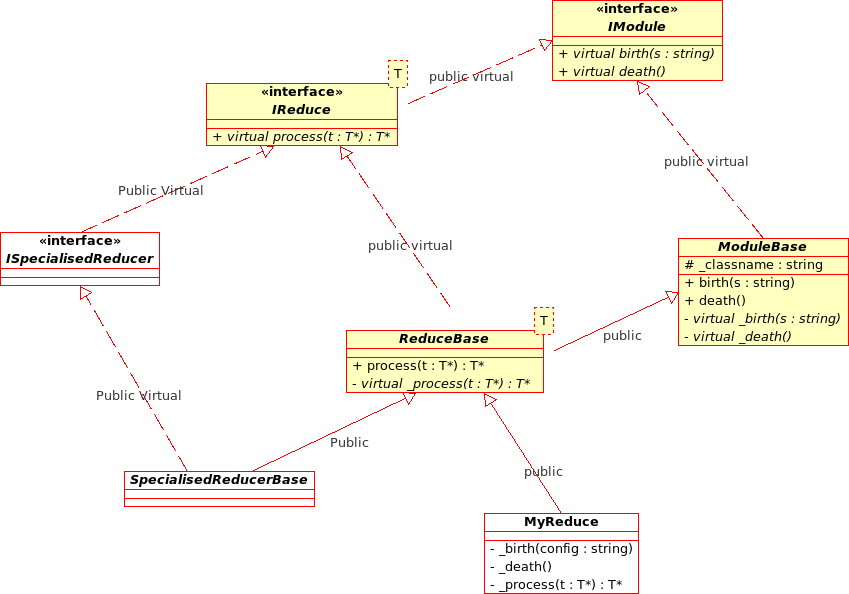 «interface»
IModule
+ virtual birth(s : string)
+ virtual death()
T
public virtual
«interface»
IReduce
+ virtual process(t : T*) : T*
public virtual
Public Virtual
«interface»
ISpecialisedReducer
public virtual
ModuleBase
# _classname : string
+ birth(s : string)
+ death()
- virtual _birth(s : string)
- virtual _death()
T
public
ReduceBase
+ process(t : T*) : T*
- virtual _process(t : T*) : T*
Public Virtual
Public
public
SpecialisedReducerBase
MyReduce
- _birth(config : string)
- _death()
- _process(t : T*) : T*